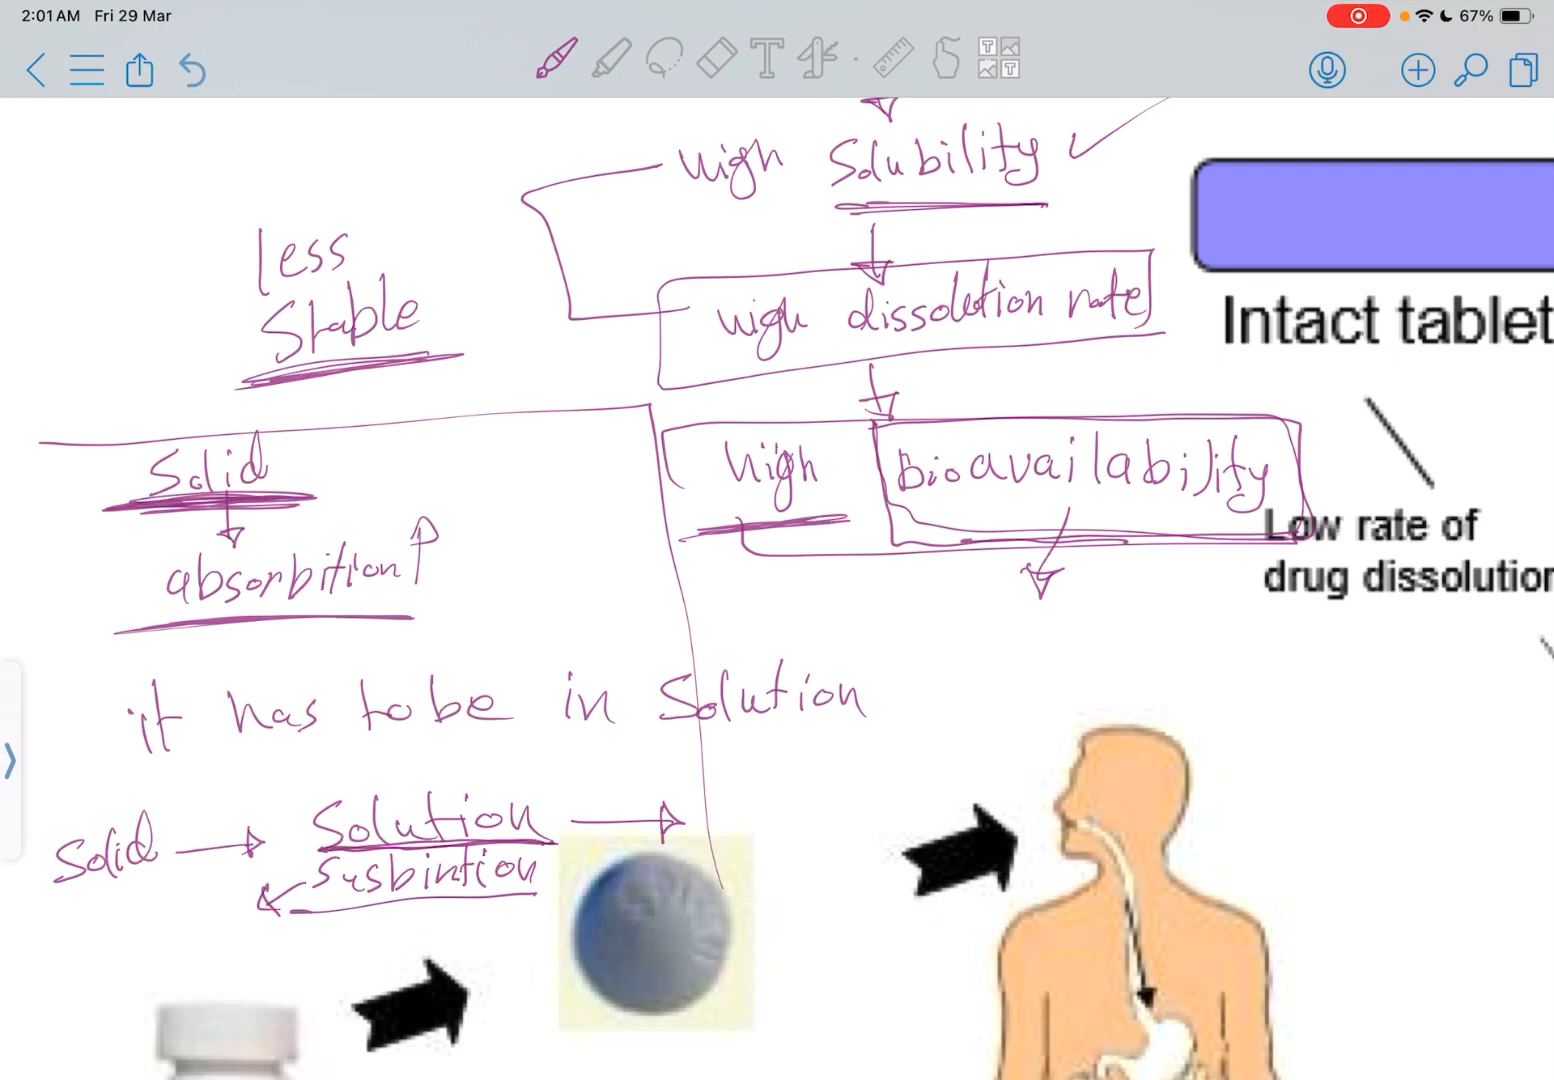 2:01 AM Fri 29 Mar
67%
high Solubility
less
Stable
high dissolution rate
Intact tablet
high bioavailability
Solid
absorbition
Low rate of
drug dissolution
it has to be in Solution
Solid → Solution →
susbintion